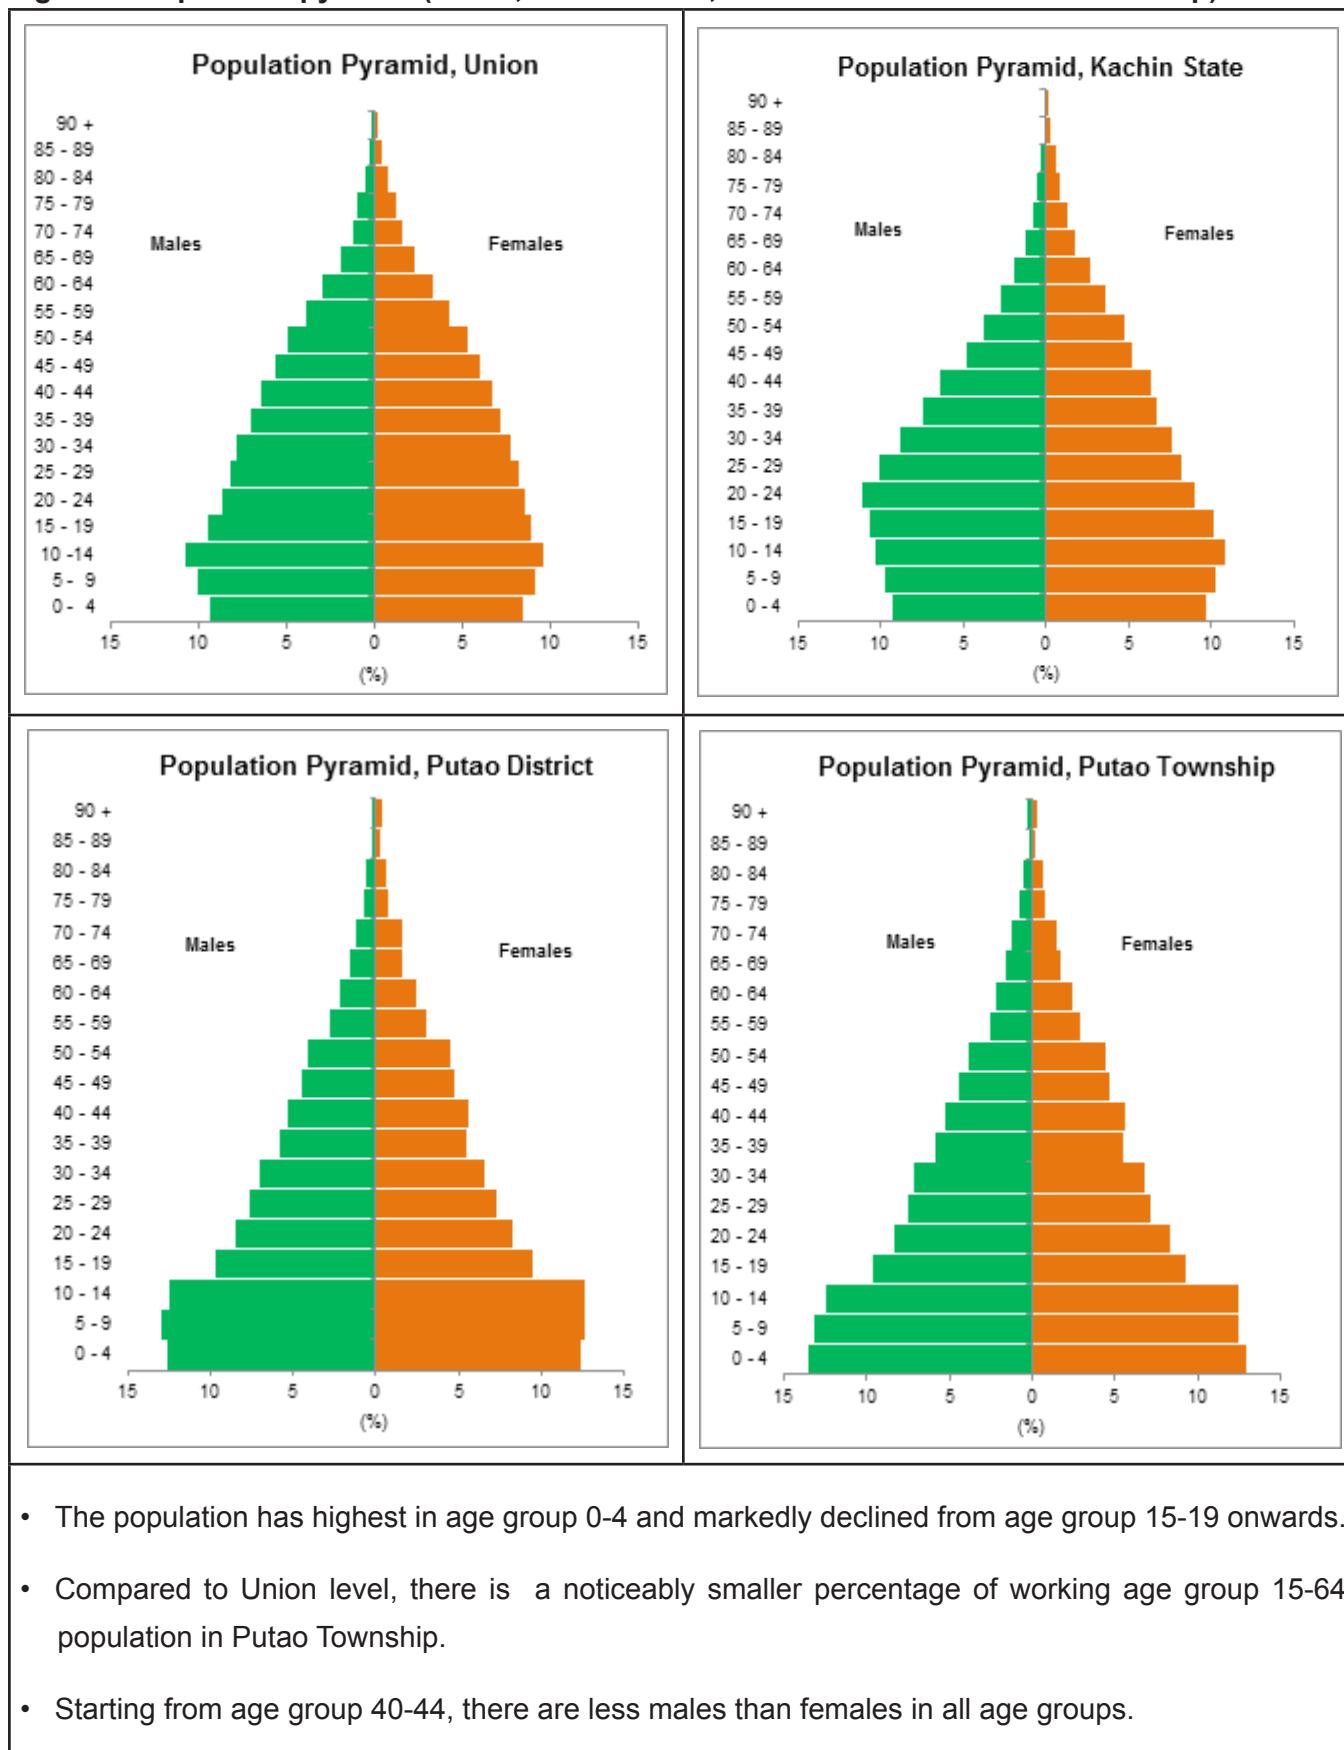 Population Pyramid, Union
90 +
85 - 89
80 - 84
75 - 79
70 - 74
65 - 69
60 - 64
55 - 59
50 - 54
45 - 49
40 - 44
35 - 39
30 - 34
25 - 29
20 - 24
15 - 19
10 -14
5 - 9
0 - 4
Males
Females
15 10 5 0 5 10 15
(%)
Population Pyramid, Kachin State
90 +
85 - 89
80 - 84
75 - 79
70 - 74
65 - 69
60 - 64
55 - 59
50 - 54
45 - 49
40 - 44
35 - 39
30 - 34
25 - 29
20 - 24
15 - 19
10 - 14
5 - 9
0 - 4
Males
Females
15 10 5 0 5 10 15
(%)
Population Pyramid, Putao District
90 +
85 - 89
80 - 84
75 - 79
70 - 74
65 - 69
60 - 64
55 - 59
50 - 54
45 - 49
40 - 44
35 - 39
30 - 34
25 - 29
20 - 24
15 - 19
10 - 14
5 - 9
0 - 4
Males
Females
15 10 5 0 5 10 15
(%)
Population Pyramid, Putao Township
90 +
85 - 89
80 - 84
75 - 79
70 - 74
65 - 69
60 - 64
55 - 59
50 - 54
45 - 49
40 - 44
35 - 39
30 - 34
25 - 29
20 - 24
15 - 19
10 - 14
5 - 9
0 - 4
Males
Females
15 10 5 0 5 10 15
(%)
• The population has highest in age group 0-4 and markedly declined from age group 15-19 onwards.
• Compared to Union level, there is a noticeably smaller percentage of working age group 15-64
population in Putao Township.
• Starting from age group 40-44, there are less males than females in all age groups.